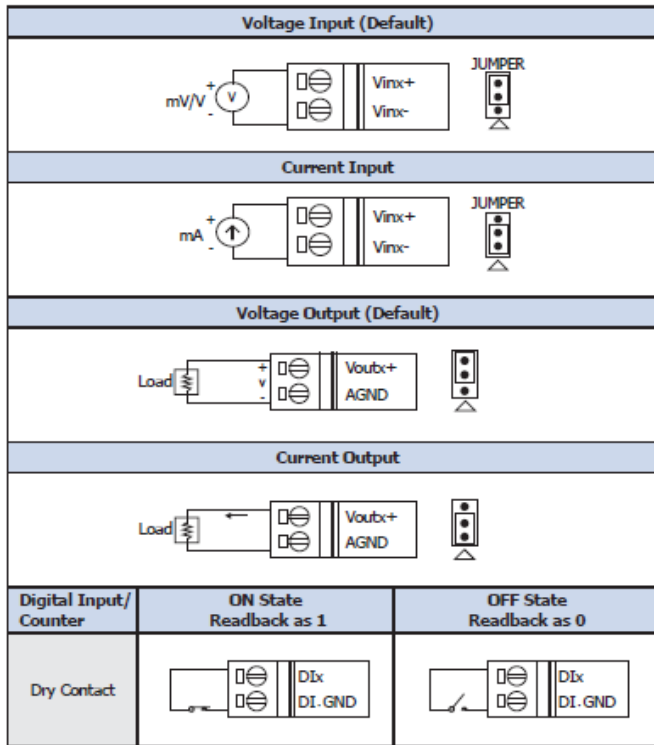 Voltage Input (Default)
JUMPER
+
mV/V
V
-
Vinx+
Vinx-
Current Input
JUMPER
+
mA
-
Vinx+
Vinx-
Voltage Output (Default)
Load
+
v
-
Voutx+
AGND
Current Output
Load
Voutx+
AGND
Digital Input/
Counter
ON State
Readback as 1
OFF State
Readback as 0
Dry Contact
DIx
DI.GND
DIx
DI.GND